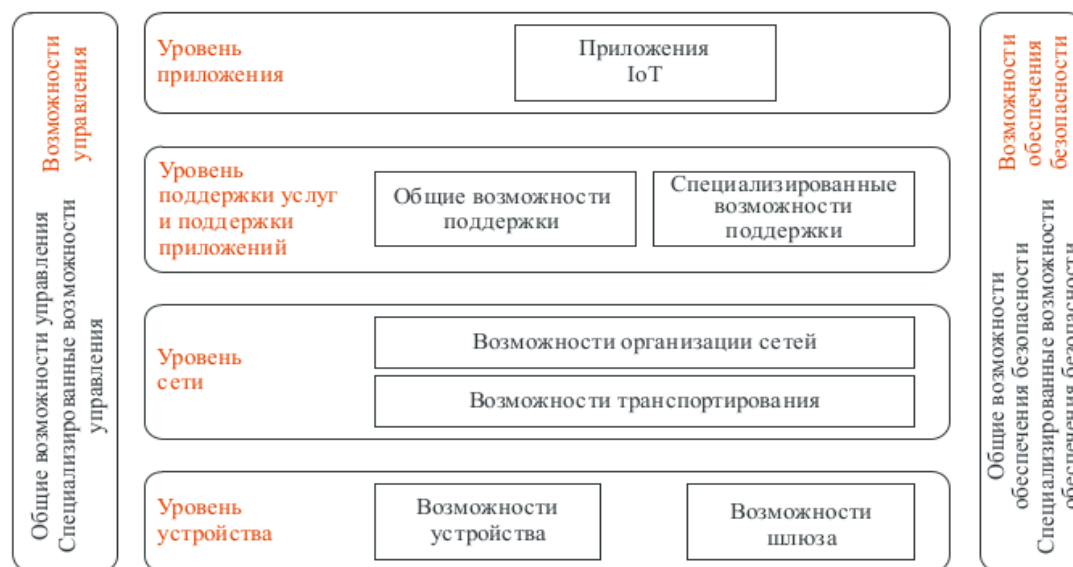 Возможности
управления
Общие возможности управления
Специализированные возможности
управления
Уровень
приложения
Приложения
IoT
Уровень
поддержки услуг
и поддержки
приложений
Общие возможности
поддержки
Специализированные
возможности
поддержки
Уровень
сети
Возможности организации сетей
Возможности транспортирования
Уровень
устройства
Возможности
устройства
Возможности
шлюза
Возможности
обеспечения
безопасности
Общие возможности
обеспечения безопасности
Специализированные возможности
обеспечения безопасности